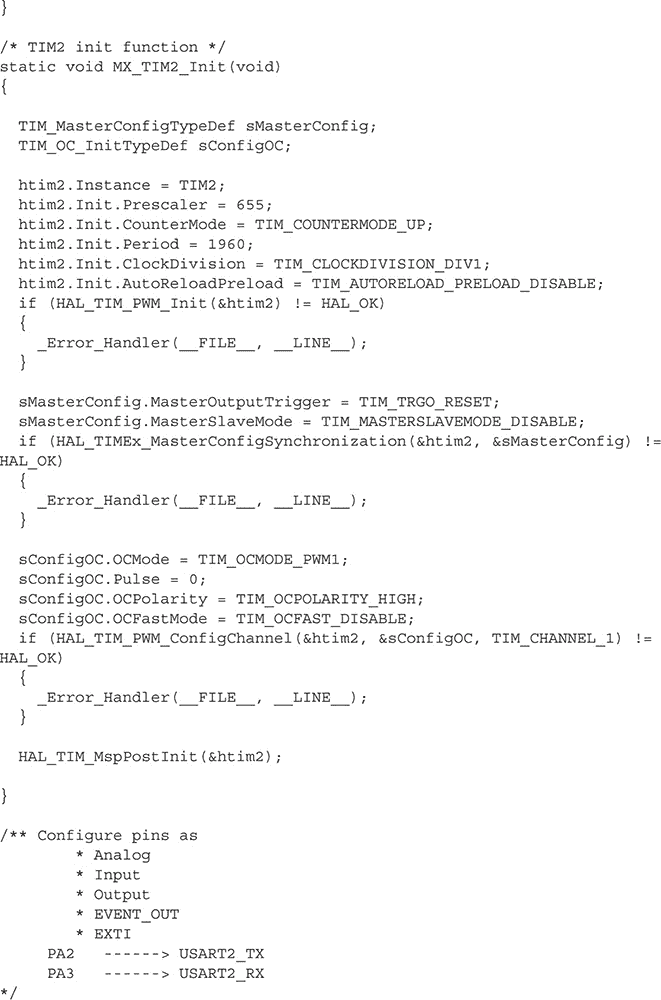 }

/* TIM2 init function */
static void MX_TIM2_Init(void)
{

  TIM_MasterConfigTypeDef sMasterConfig;
  TIM_OC_InitTypeDef sConfigOC;

  htim2.Instance = TIM2;
  htim2.Init.Prescaler = 655;
  htim2.Init.CounterMode = TIM_COUNTERMODE_UP;
  htim2.Init.Period = 1960;
  htim2.Init.ClockDivision = TIM_CLOCKDIVISION_DIV1;
  htim2.Init.AutoReloadPreload = TIM_AUTORELOAD_PRELOAD_DISABLE;
  if (HAL_TIM_PWM_Init(&htim2) != HAL_OK)
  {
    _Error_Handler(__FILE__, __LINE__);
  }

  sMasterConfig.MasterOutputTrigger = TIM_TRGO_RESET;
  sMasterConfig.MasterSlaveMode = TIM_MASTERSLAVEMODE_DISABLE;
  if (HAL_TIMEx_MasterConfigSynchronization(&htim2, &sMasterConfig) !=
HAL_OK)
  {
    _Error_Handler(__FILE__, __LINE__);
  }

  sConfigOC.OCMode = TIM_OCMODE_PWM1;
  sConfigOC.Pulse = 0;
  sConfigOC.OCPolarity = TIM_OCPOLARITY_HIGH;
  sConfigOC.OCFastMode = TIM_OCFAST_DISABLE;
  if (HAL_TIM_PWM_ConfigChannel(&htim2, &sConfigOC, TIM_CHANNEL_1) !=
HAL_OK)
  {
    _Error_Handler(__FILE__, __LINE__);
  }

  HAL_TIM_MspPostInit(&htim2);

}

/** Configure pins as
        * Analog
        * Input
        * Output
        * EVENT_OUT
        * EXTI
     PA2   ------> USART2_TX
     PA3   ------> USART2_RX
*/